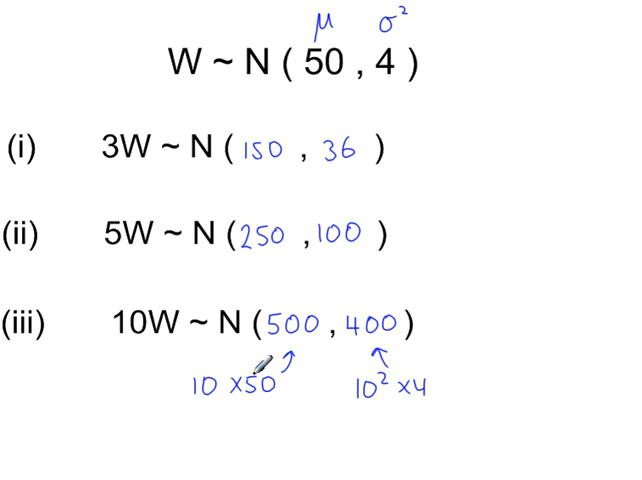 μ σ²
W ~ N ( 50 , 4 )
(i) 3W ~ N ( 150 , 36 )
(ii) 5W ~ N ( 250 , 100 )
(iii) 10W ~ N ( 500 , 400 )
10 × 50 10² × 4